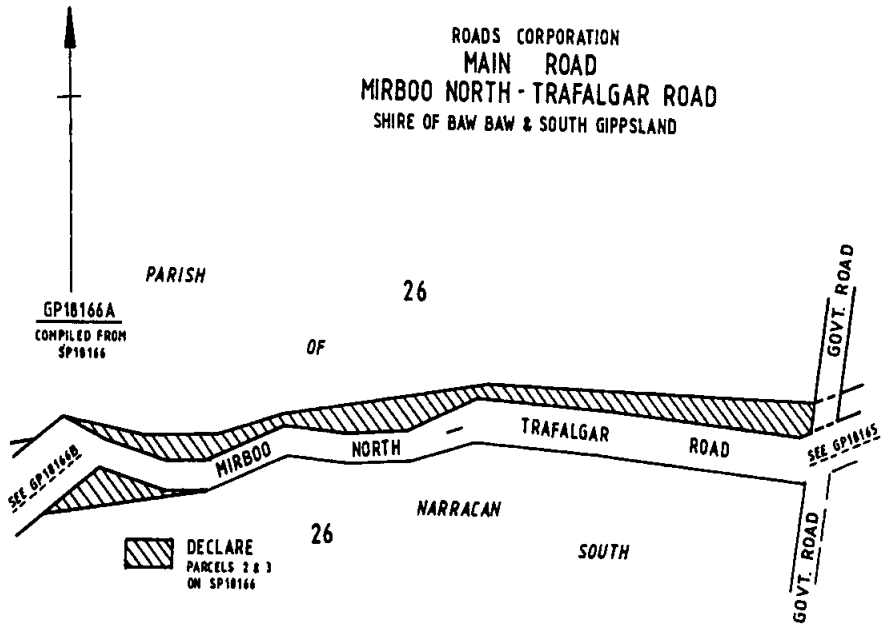 ROADS CORPORATION
MAIN ROAD
MIRBOO NORTH - TRAFALGAR ROAD
SHIRE OF BAW BAW & SOUTH GIPPSLAND
PARISH
26
GOVT. ROAD
GP18166A
COMPILED FROM
SP18166
OF
MIRBOO NORTH - TRAFALGAR ROAD
SEE GP18165
SEE GP18166B
NARRACAN
26
SOUTH
GOVT. ROAD
DECLARE
PARCELS 2 & 3
ON SP18166